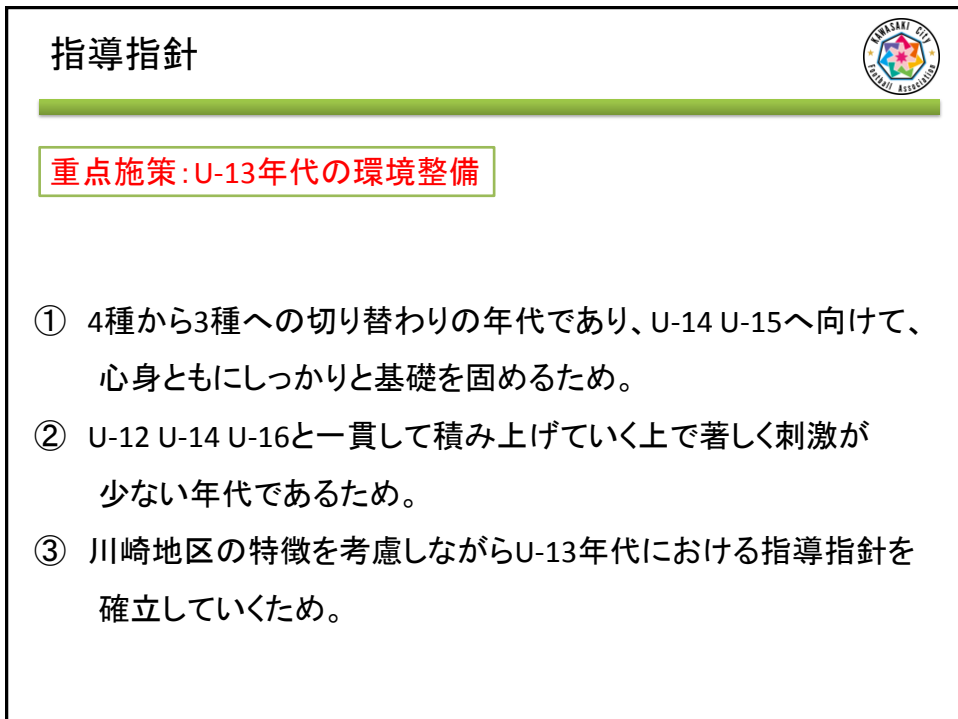 指導指針
KAWASAKI City
Football Association
重点施策：U-13年代の環境整備
① 4種から3種への切り替わりの年代であり、U-14 U-15へ向けて、
心身ともにしっかりと基礎を固めるため。
② U-12 U-14 U-16と一貫して積み上げていく上で著しく刺激が
少ない年代であるため。
③ 川崎地区の特徴を考慮しながらU-13年代における指導指針を
確立していくため。